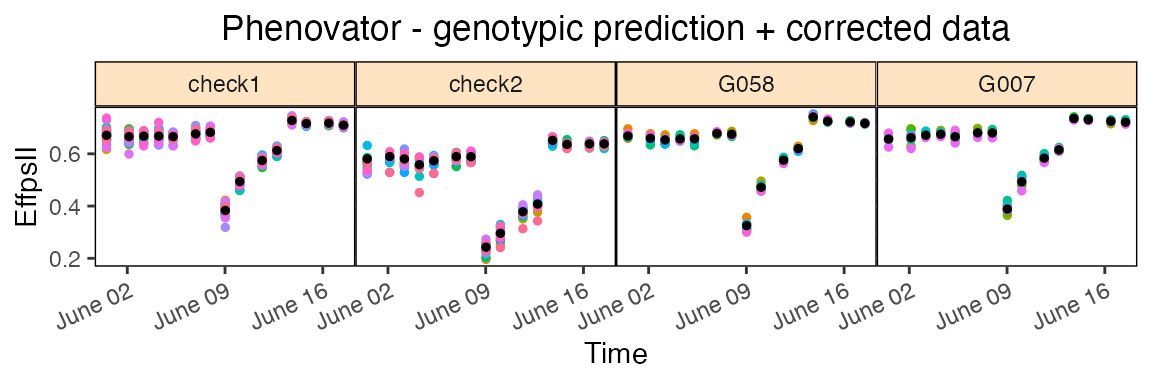 Phenovator - genotypic prediction + corrected data
check1 check2 G058 G007
EffpsII
0.6
0.4
0.2
June 02 June 09 June 16 June 02 June 09 June 16 June 02 June 09 June 16 June 02 June 09 June 16
Time